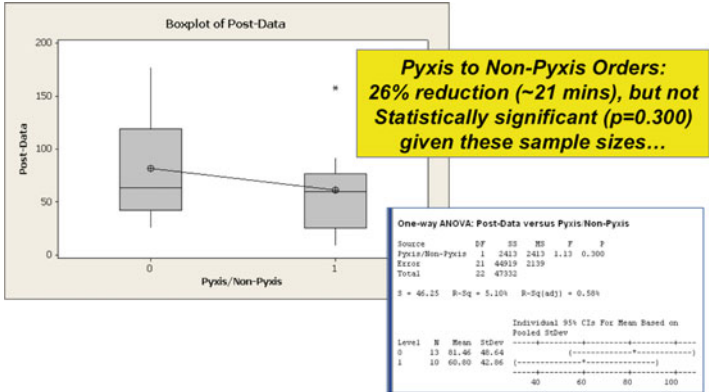 Boxplot of Post-Data
200
150
100
50
0
Post-Data
0
1
Pyxis/Non-Pyxis
Pyxis to Non-Pyxis Orders:
26% reduction (~21 mins), but not
Statistically significant (p=0.300)
given these sample sizes…
One-way ANOVA: Post-Data versus Pyxis/Non-Pyxis
Source DF SS MS F P
Pyxis/Non-Pyxis 1 2413 2413 1.13 0.300
Error 21 44919 2139
Total 22 47332
S = 46.25 R-Sq = 5.10% R-Sq(adj) = 0.58%
Individual 95% CIs For Mean Based on
Pooled StDev
Level N Mean StDev ----+---------+---------+---------+-----
0 13 81.46 48.64 (------------*-----------)
1 10 60.80 42.86 (-------------*-------------)
----+---------+---------+---------+-----
40 60 80 100